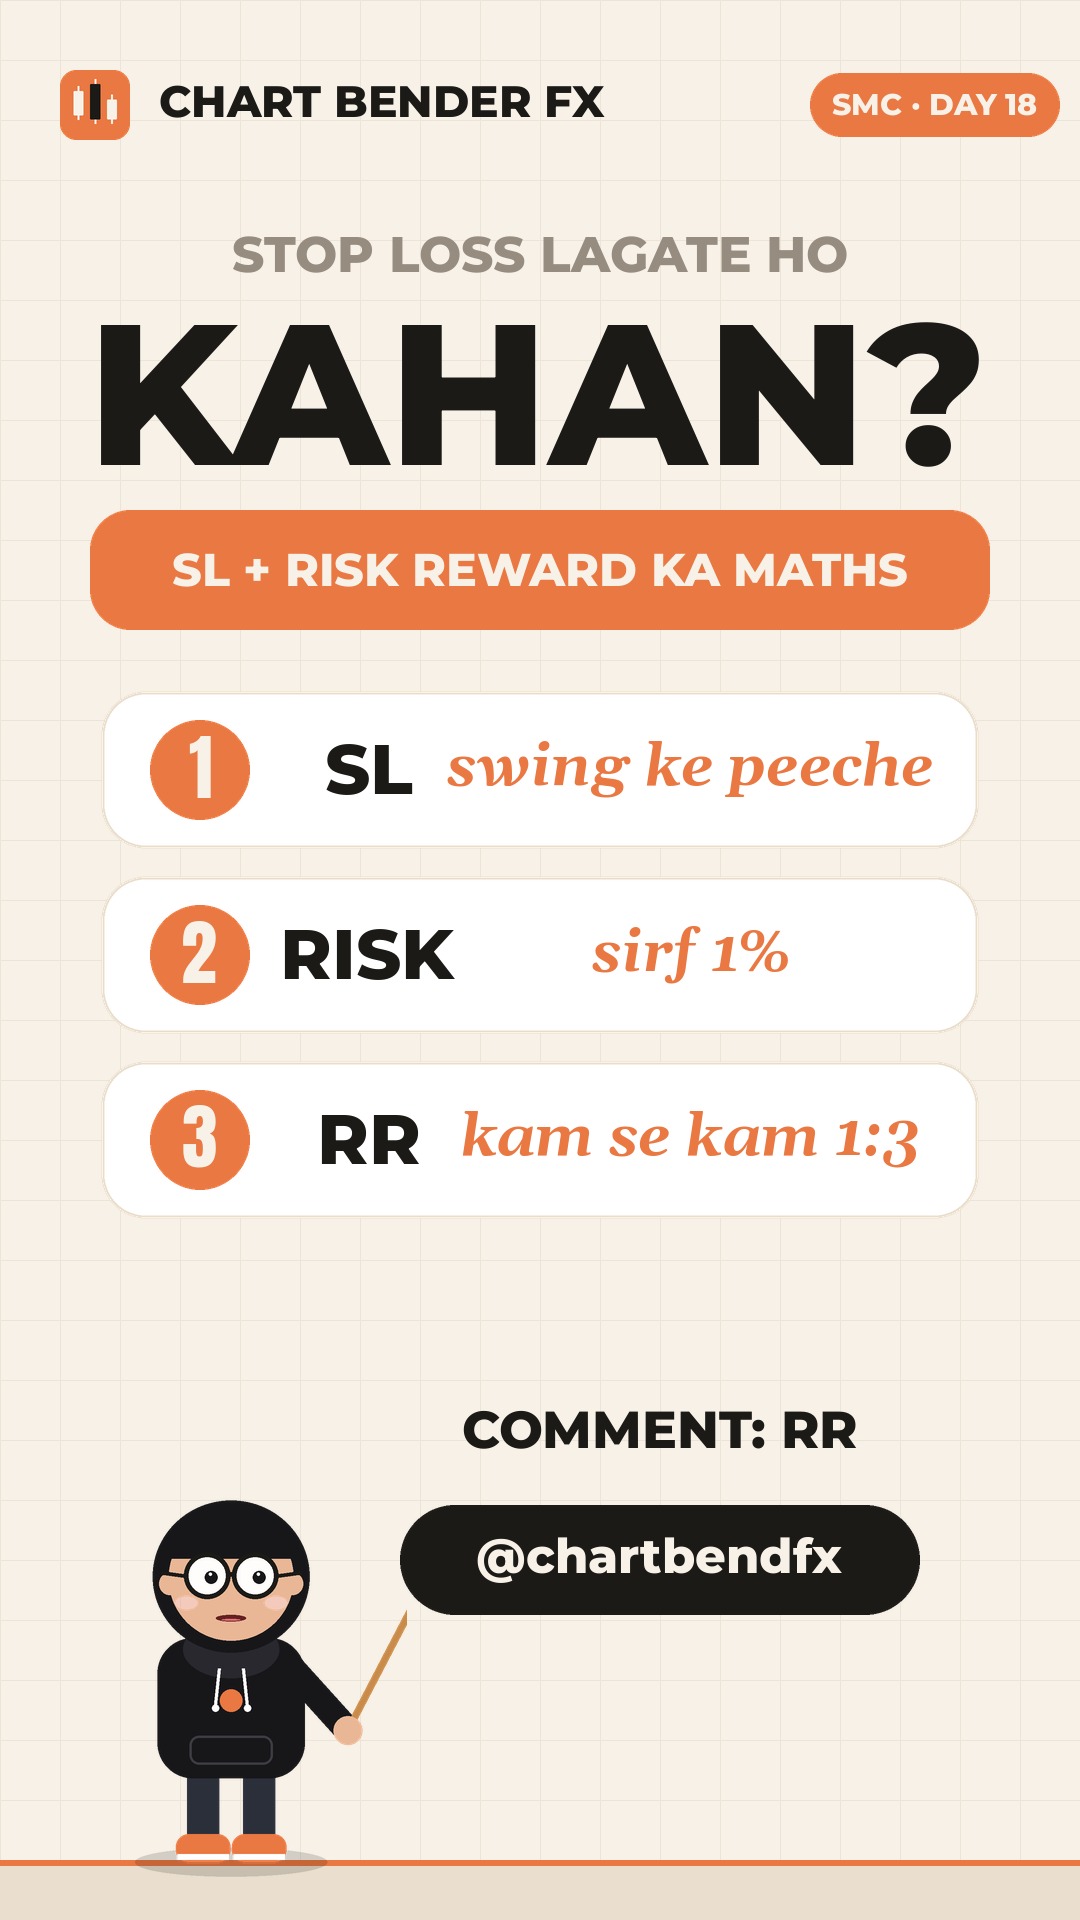 CHART BENDER FX
SMC • DAY 18
STOP LOSS LAGATE HO
KAHAN?
SL + RISK REWARD KA MATHS
1 SL swing ke peeche
2 RISK sirf 1%
3 RR kam se kam 1:3
COMMENT: RR
@chartbendfx